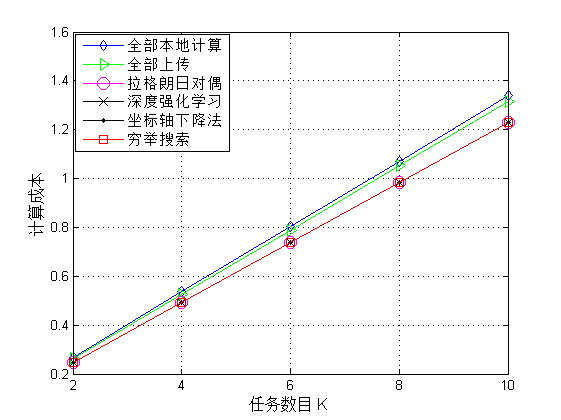 1.6
1.4
1.2
1
0.8
0.6
0.4
0.2
计算成本
全部本地计算
全部上传
拉格朗日对偶
深度强化学习
坐标轴下降法
穷举搜索
2 4 6 8 10
任务数目 K